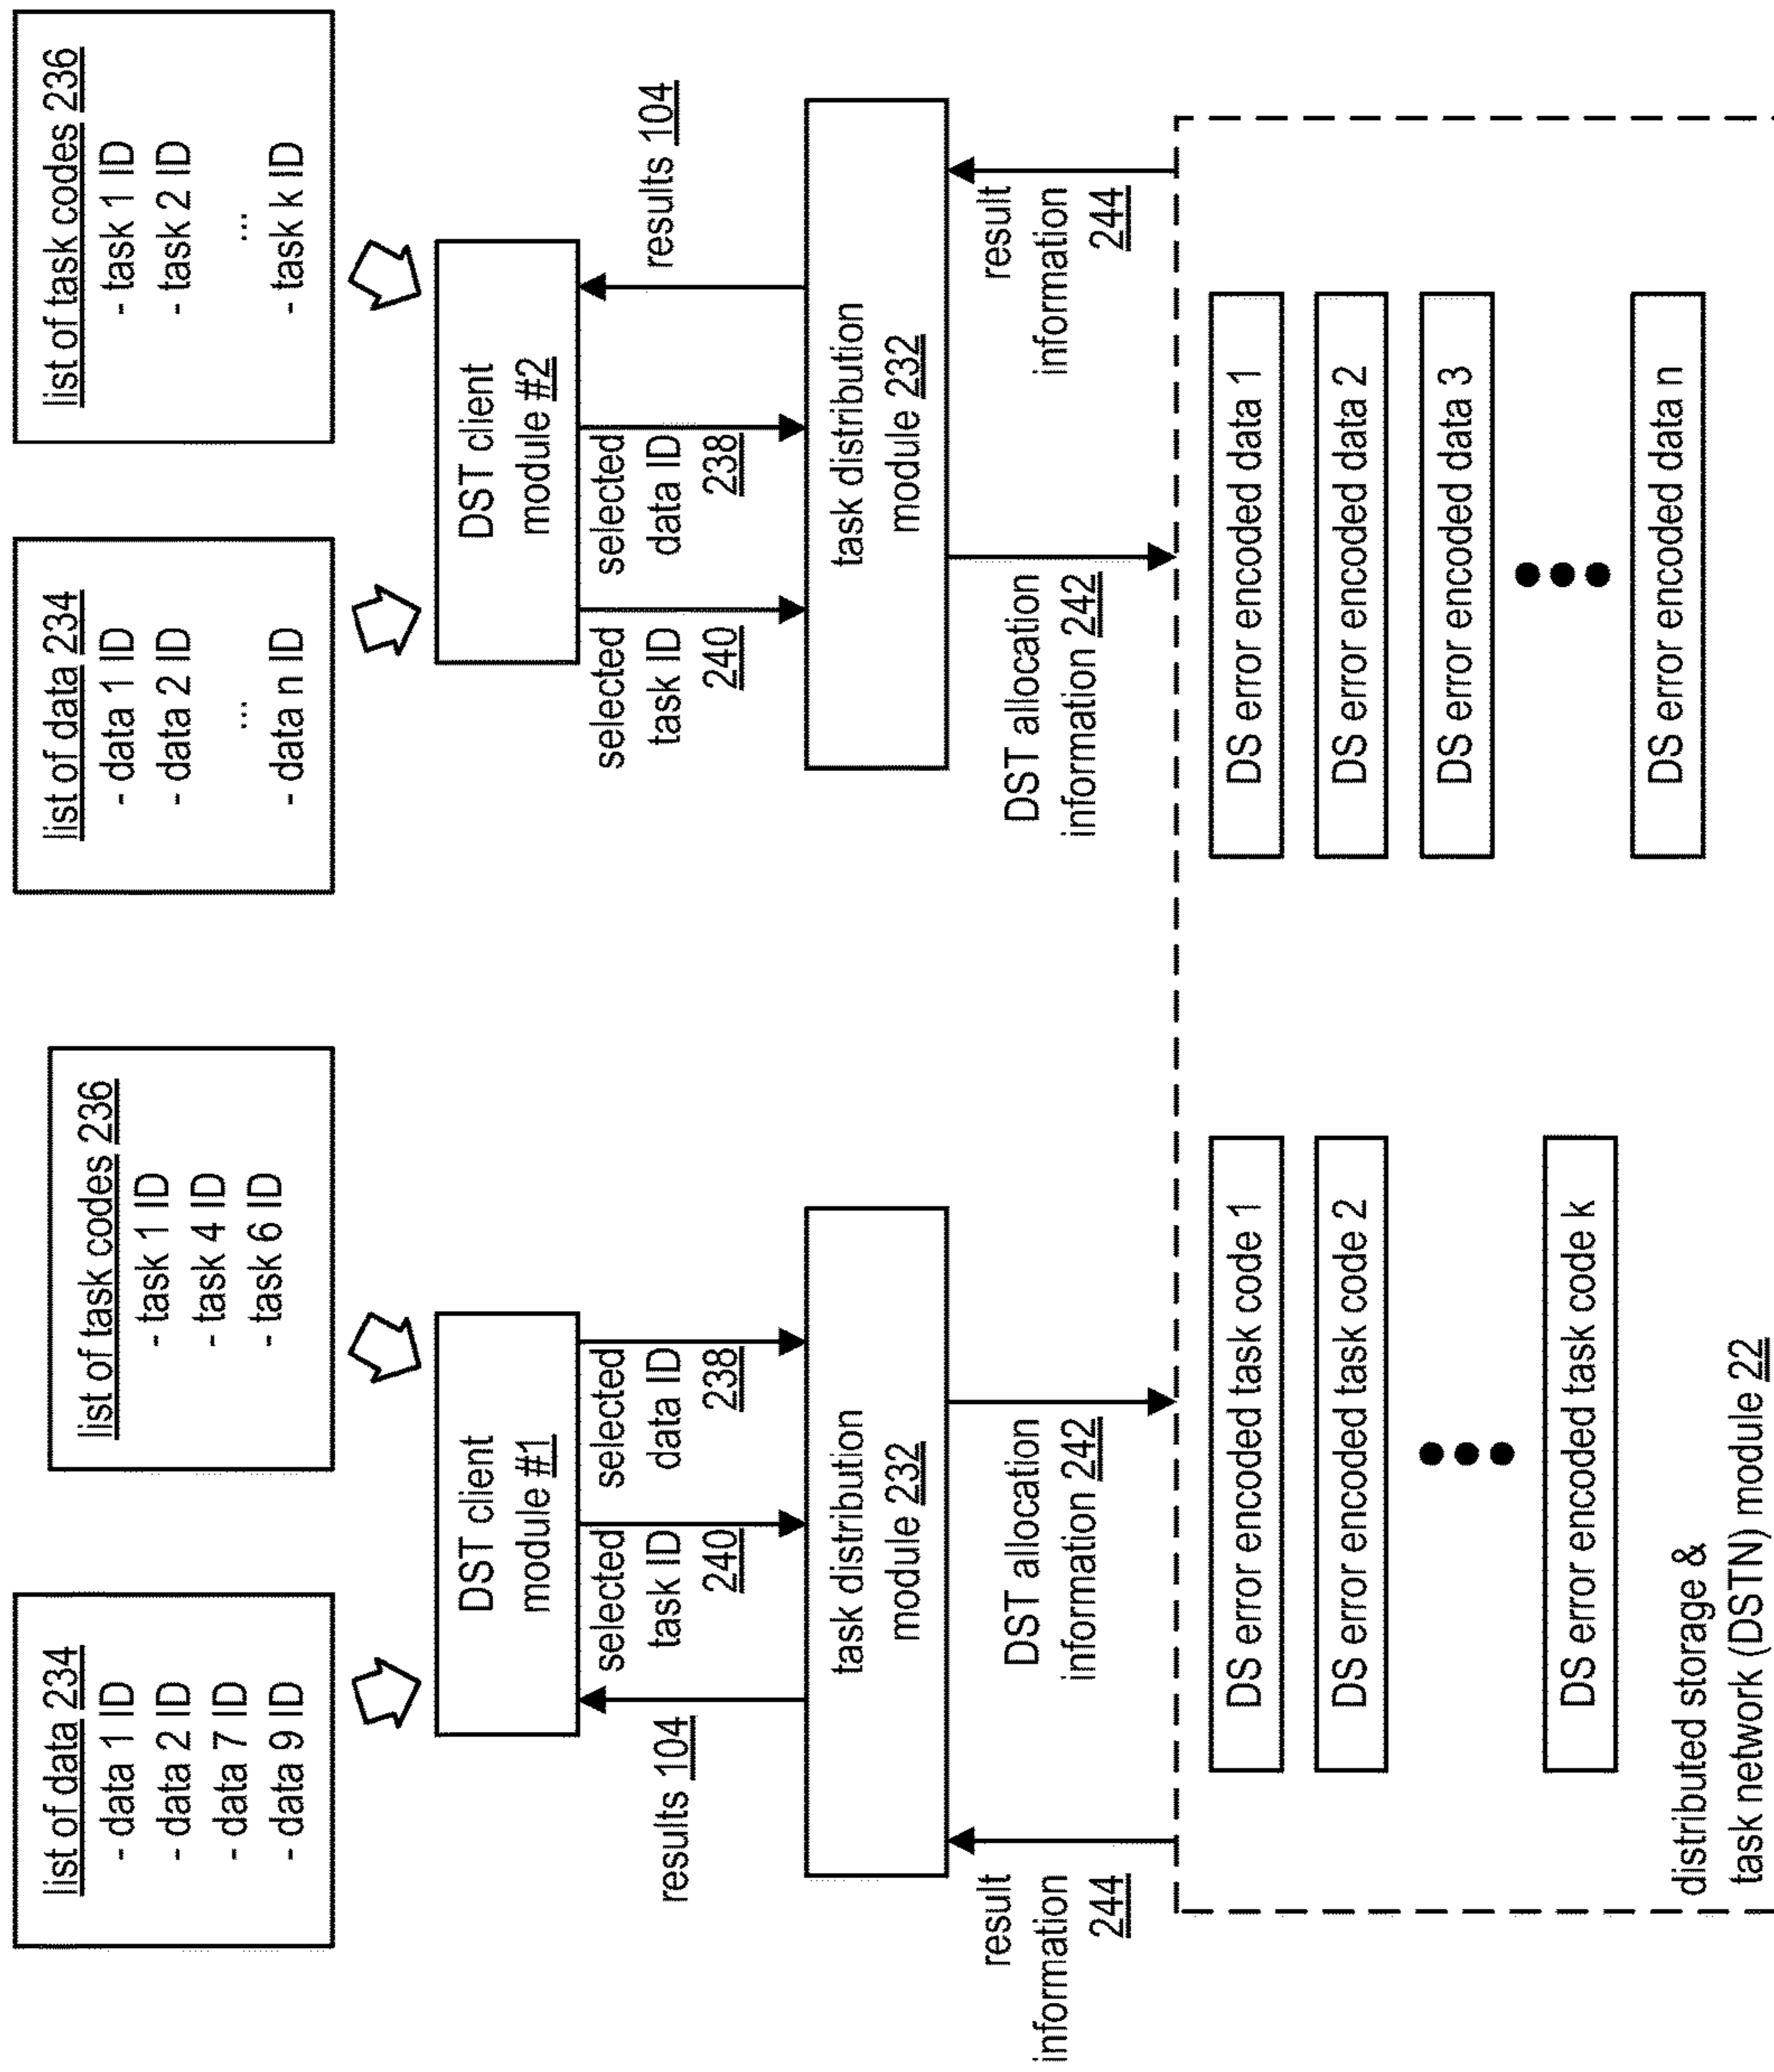 list of data 234
- data 1 ID
- data 2 ID
- data 7 ID
- data 9 ID
list of task codes 236
- task 1 ID
- task 4 ID
- task 6 ID
list of data 234
- data 1 ID
- data 2 ID
...
- data n ID
list of task codes 236
- task 1 ID
- task 2 ID
...
- task k ID
DST client
module #1
DST client
module #2
results 104
selected
task ID
240
selected
data ID
238
selected
task ID
240
selected
data ID
238
results 104
task distribution
module 232
task distribution
module 232
result
information
244
DST allocation
information 242
DST allocation
information 242
result
information
244
DS error encoded task code 1
DS error encoded task code 2
DS error encoded task code k
DS error encoded data 1
DS error encoded data 2
DS error encoded data 3
DS error encoded data n
distributed storage &
task network (DSTN) module 22